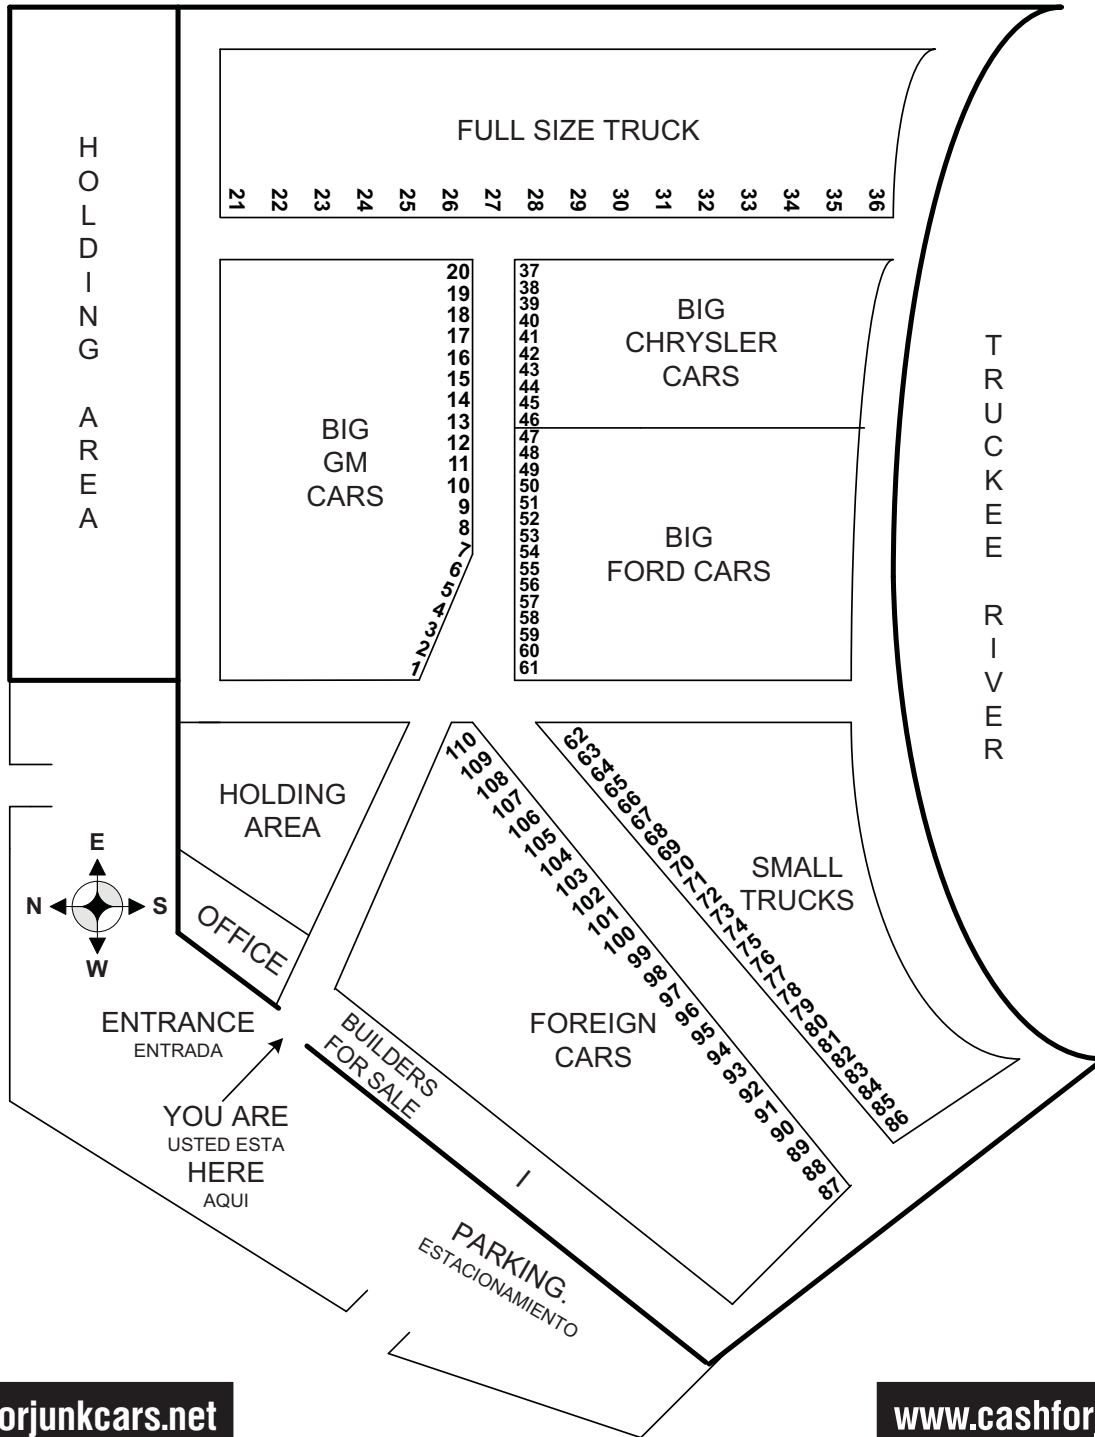 HOLDING AREA
FULL SIZE TRUCK
21 22 23 24 25 26 27 28 29 30 31 32 33 34 35 36
20
19
18
17
16
15
14
13
12
11
10
9
8
7
6
5
4
3
2
1
BIG
GM
CARS
37
38
39
40
41
42
43
44
45
46
BIG
CHRYSLER
CARS
47
48
49
50
51
52
53
54
55
56
57
58
59
60
61
BIG
FORD CARS
TRUCKEE RIVER
HOLDING
AREA
OFFICE
E
N S
W
110
109
108
107
106
105
104
103
102
101
100
99
98
97
96
95
94
93
92
91
90
89
88
87
FOREIGN
CARS
62
63
64
65
66
67
68
69
70
71
72
73
74
75
76
77
78
79
80
81
82
83
84
85
86
SMALL
TRUCKS
ENTRANCE
ENTRADA
BUILDERS
FOR SALE
YOU ARE
USTED ESTA
HERE
AQUI
PARKING.
ESTACIONAMIENTO
orjunkcars.net
www.cashfor